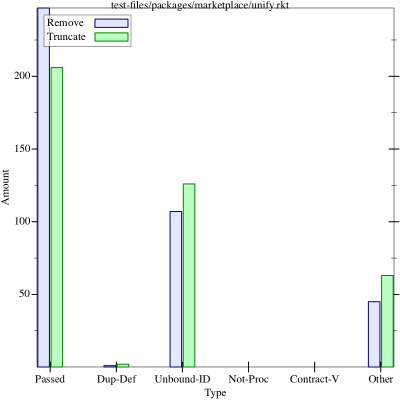 test-files/packages/marketplace/unify.rkt
Remove
Truncate
200
150
100
50
Amount
Passed Dup-Def Unbound-ID Not-Proc Contract-V Other
Type